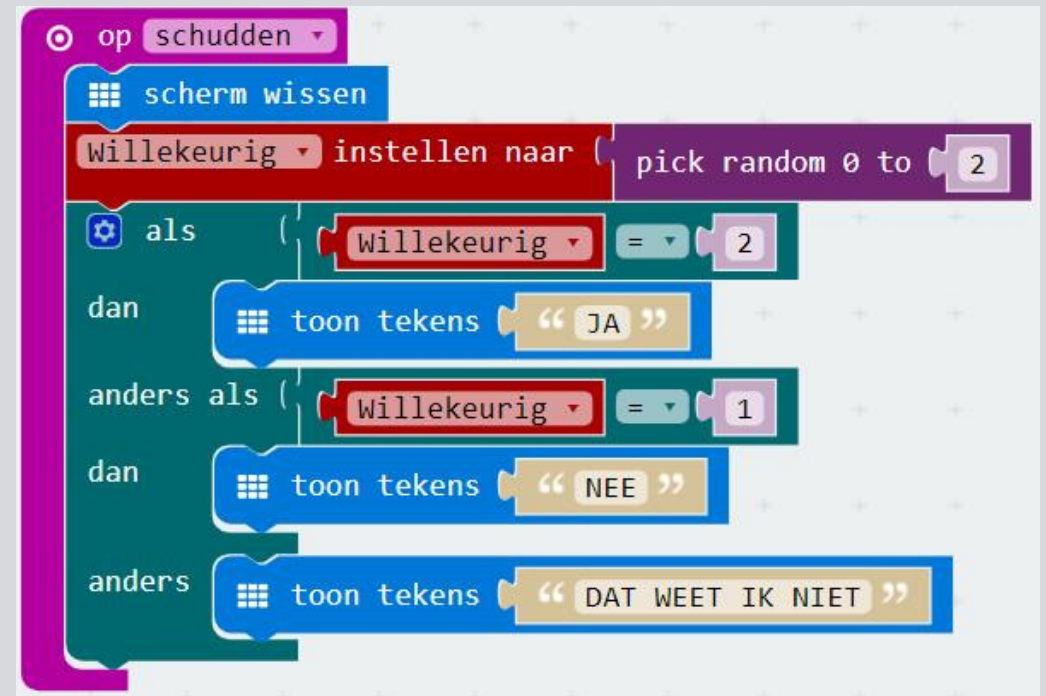 op schudden
scherm wissen
Willekeurig instellen naar pick random 0 to 2
als Willekeurig = 2
dan toon tekens “ JA ”
anders als Willekeurig = 1
dan toon tekens “ NEE ”
anders toon tekens “ DAT WEET IK NIET ”